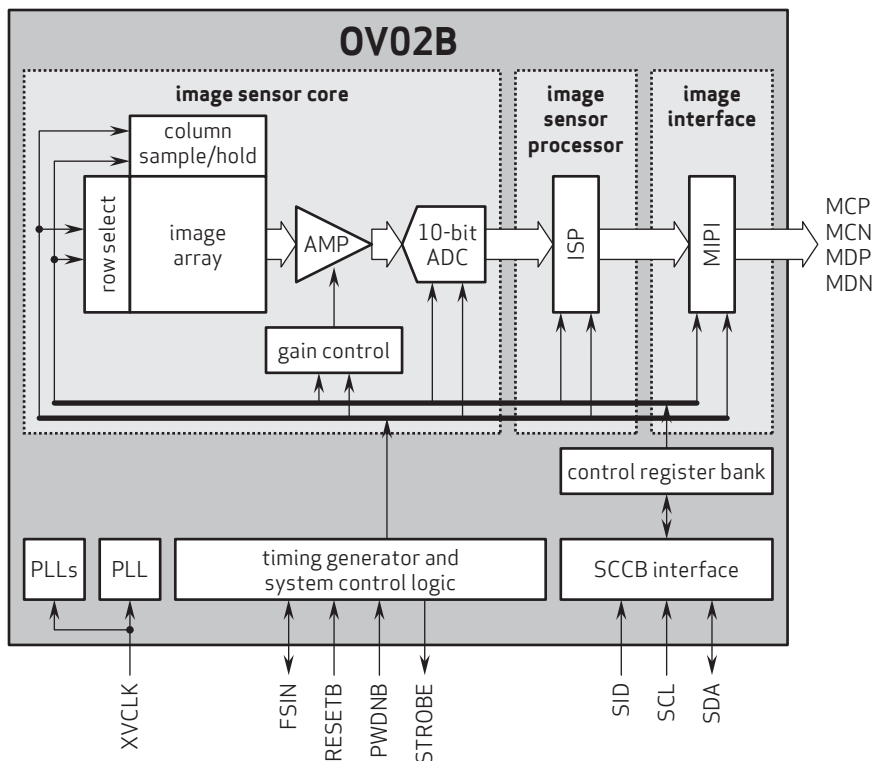 OV02B
image sensor core
image
sensor
processor
image
interface
column
sample/hold
row select
image
array
AMP
10-bit
ADC
ISP
MIPI
MCP
MCN
MDP
MDN
gain control
control register bank
PLLs
PLL
timing generator and
system control logic
SCCB interface
XVCLK
FSIN
RESETB
PWDNB
STROBE
SID
SCL
SDA